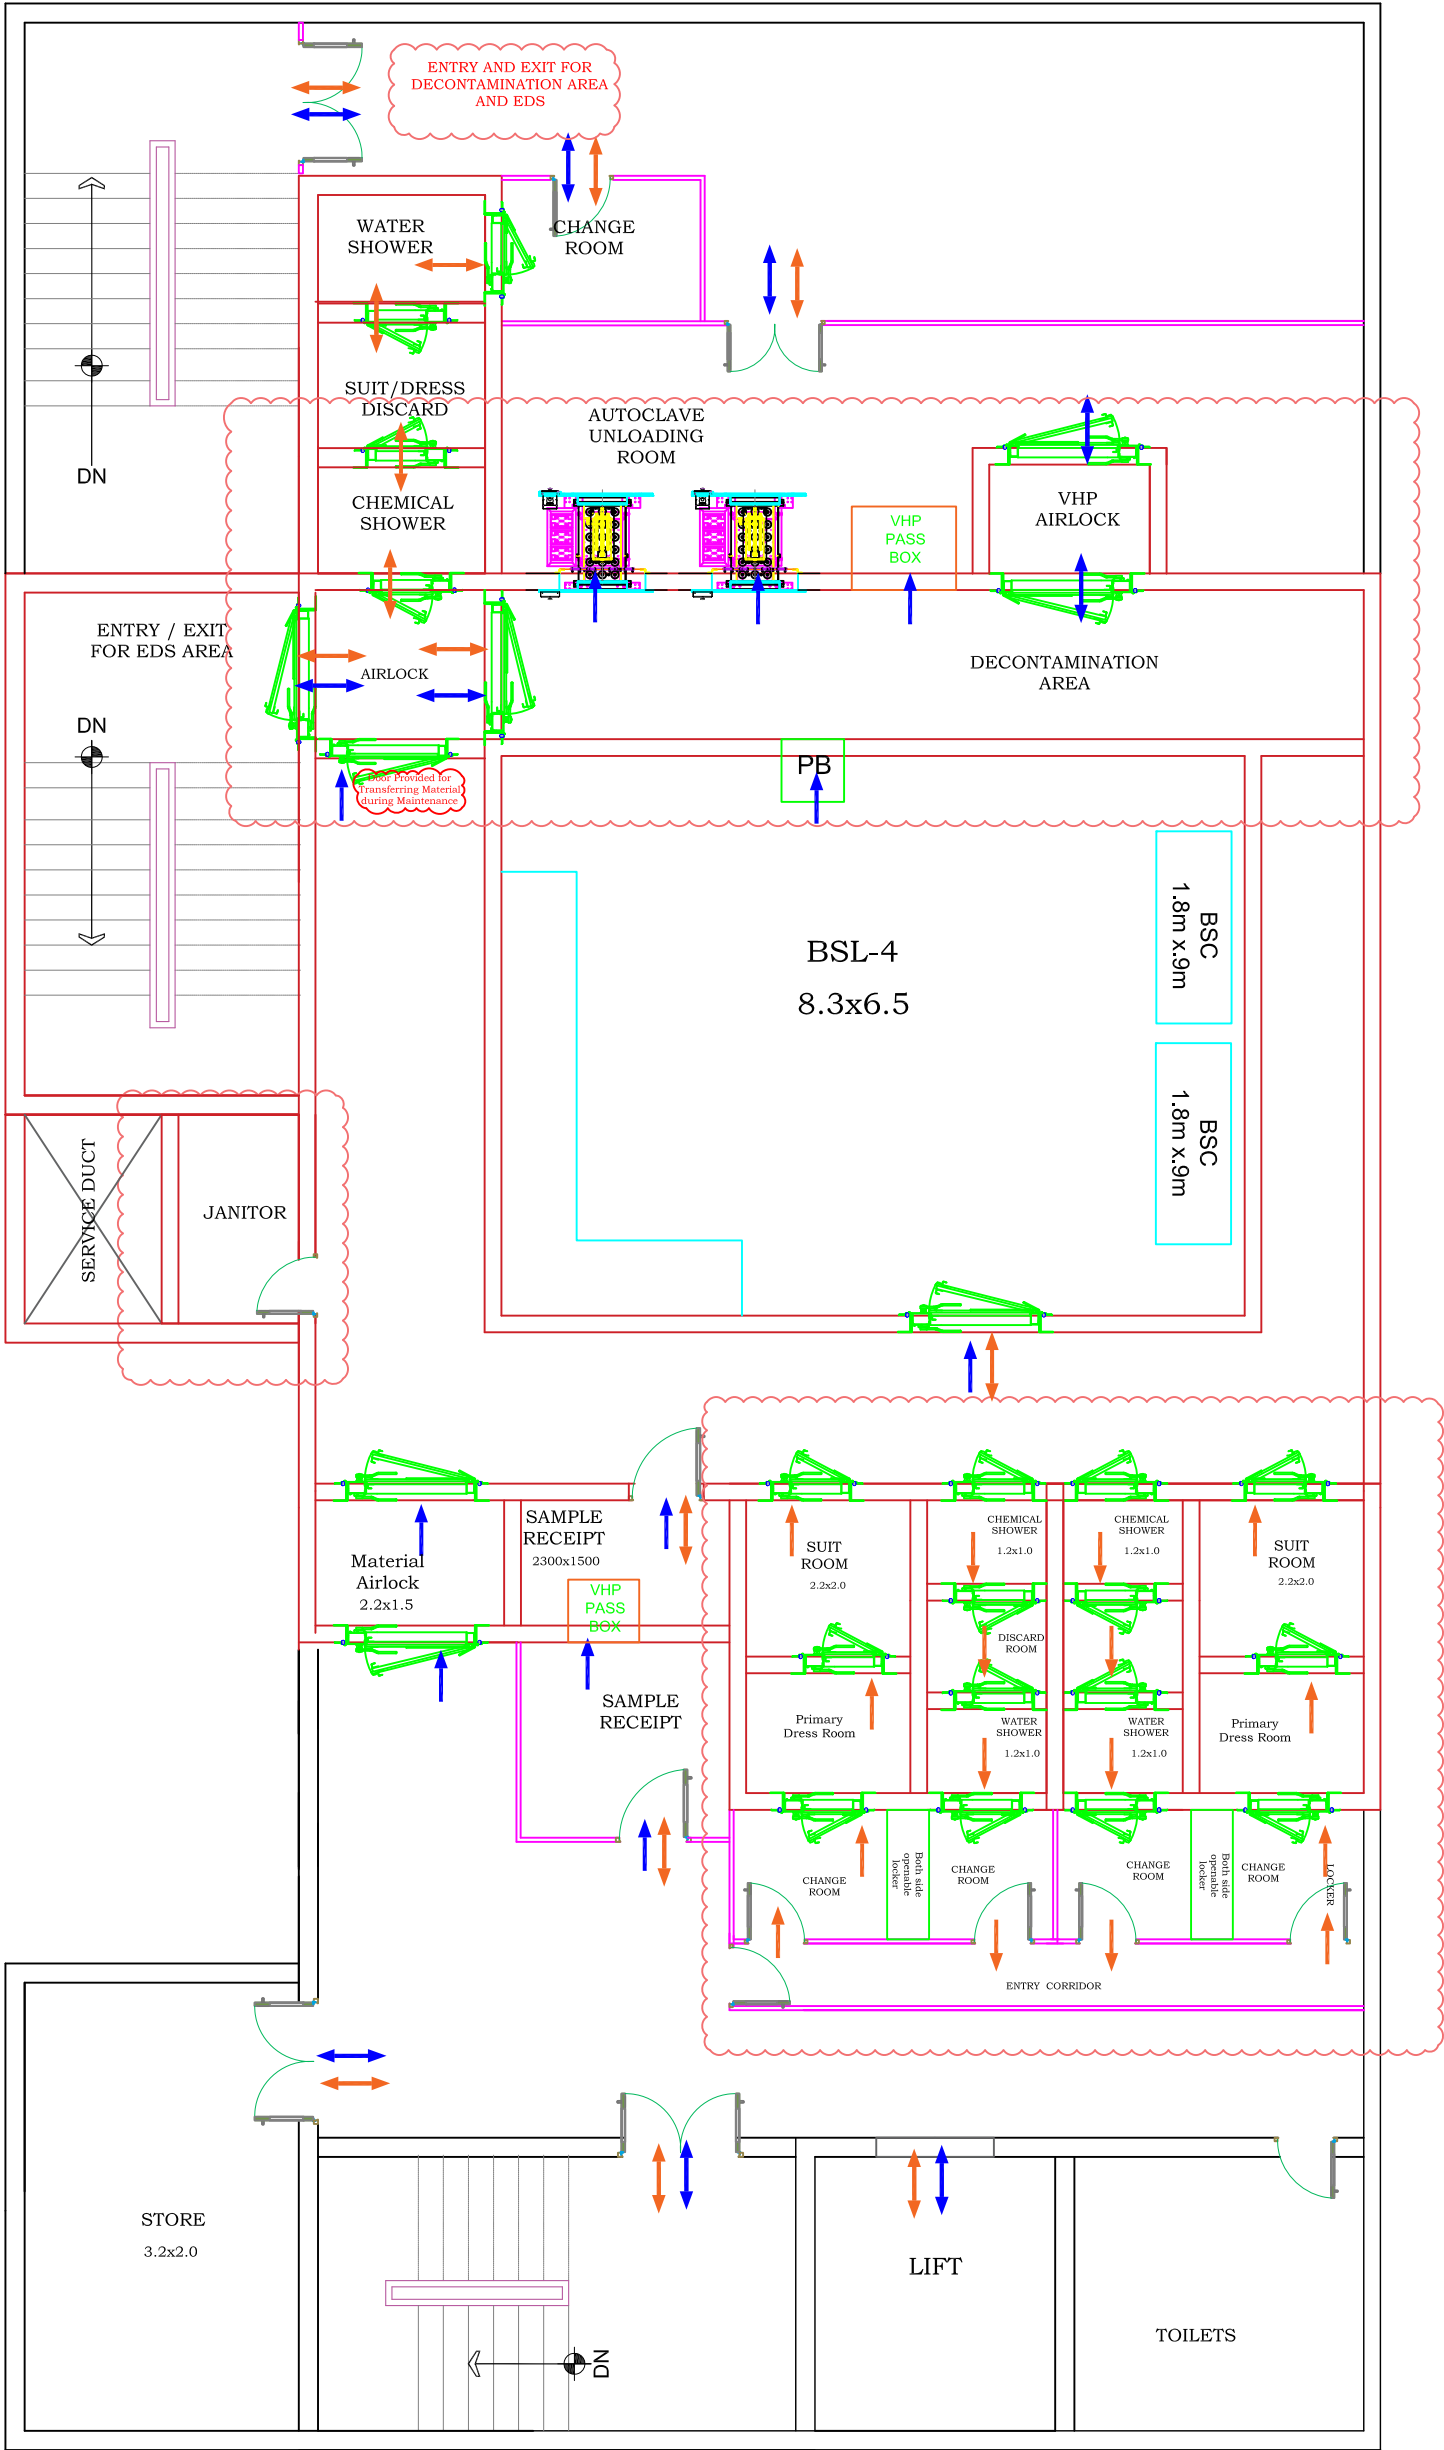 ENTRY AND EXIT FOR
DECONTAMINATION AREA
AND EDS
WATER
SHOWER
CHANGE
ROOM
SUIT/DRESS
DISCARD
AUTOCLAVE
UNLOADING
ROOM
DN
CHEMICAL
SHOWER
VHP
PASS
BOX
VHP
AIRLOCK
ENTRY / EXIT
FOR EDS AREA
AIRLOCK
DECONTAMINATION
AREA
DN
Door Provided for
Transferring Material
during Maintenance
PB
BSL-4
8.3x6.5
BSC
1.8m x.9m
BSC
1.8m x.9m
SERVICE DUCT
JANITOR
Material
Airlock
2.2x1.5
SAMPLE
RECEIPT
2300x1500
VHP
PASS
BOX
SUIT
ROOM
2.2x2.0
CHEMICAL
SHOWER
1.2x1.0
CHEMICAL
SHOWER
1.2x1.0
SUIT
ROOM
2.2x2.0
DISCARD
ROOM
SAMPLE
RECEIPT
Primary
Dress Room
WATER
SHOWER
1.2x1.0
WATER
SHOWER
1.2x1.0
Primary
Dress Room
CHANGE
ROOM
Both side
openable
locker
CHANGE
ROOM
CHANGE
ROOM
Both side
openable
locker
CHANGE
ROOM
LOCKER
ENTRY CORRIDOR
STORE
3.2x2.0
DN
LIFT
TOILETS